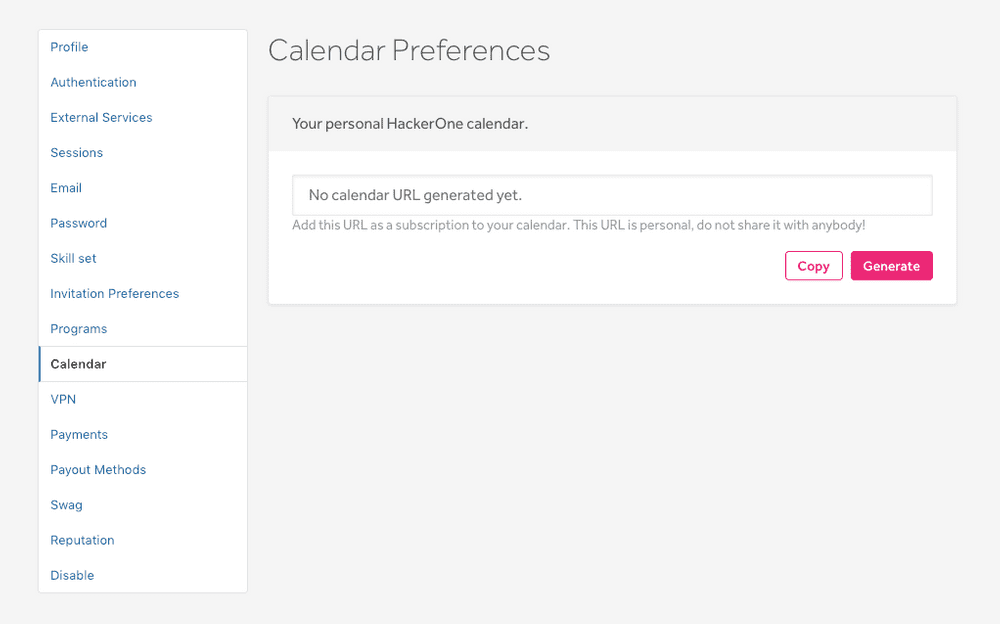 Profile
Authentication
External Services
Sessions
Email
Password
Skill set
Invitation Preferences
Programs
Calendar
VPN
Payments
Payout Methods
Swag
Reputation
Disable
Calendar Preferences
Your personal HackerOne calendar.
No calendar URL generated yet.
Add this URL as a subscription to your calendar. This URL is personal, do not share it with anybody!
Copy
Generate